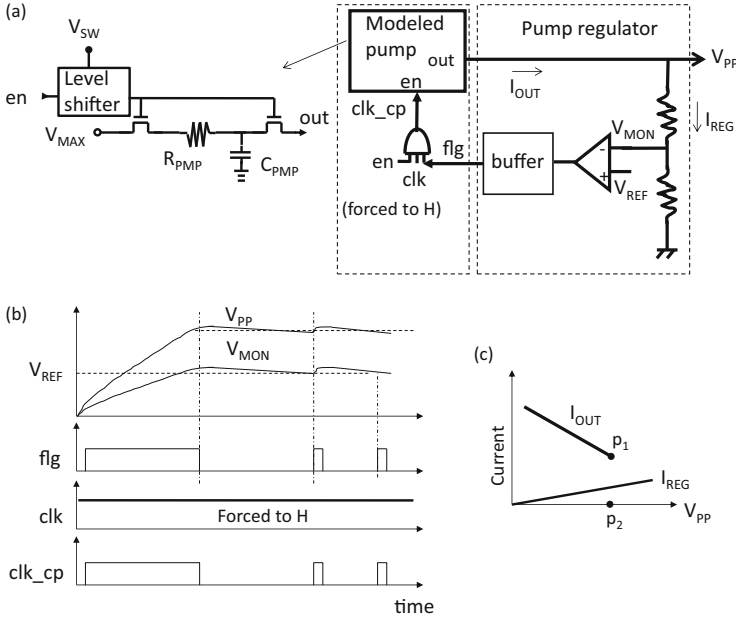 (a)
V_SW
Level shifter
en
V_MAX
R_PMP
C_PMP
out
Modeled pump
out
en
clk_cp
en
clk
(forced to H)
flg
Pump regulator
I_OUT
V_PP
I_REG
V_MON
buffer
-
+
V_REF
(b)
V_PP
V_MON
V_REF
flg
clk
Forced to H
clk_cp
time
(c)
Current
I_OUT
p_1
I_REG
p_2
V_PP